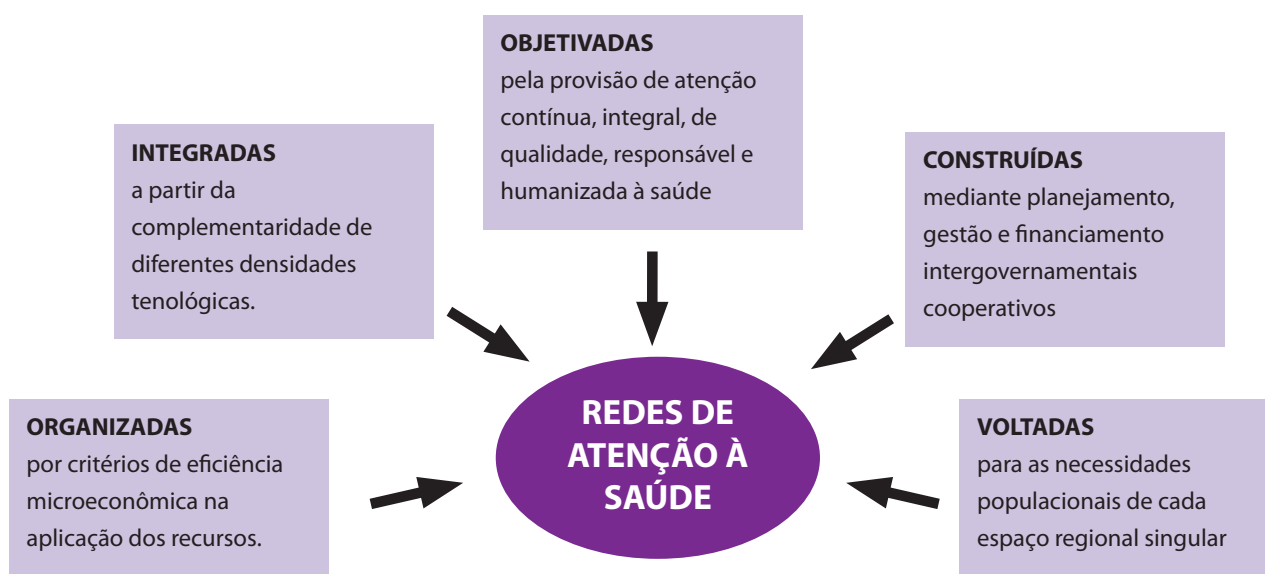 OBJETIVADAS
pela provisão de atenção
contínua, integral, de
qualidade, responsável e
humanizada à saúde
INTEGRADAS
a partir da
complementaridade de
diferentes densidades
tenológicas.
CONSTRUÍDAS
mediante planejamento,
gestão e financiamento
intergovernamentais
cooperativos
ORGANIZADAS
por critérios de eficiência
microeconômica na
aplicação dos recursos.
REDES DE
ATENÇÃO À
SAÚDE
VOLTADAS
para as necessidades
populacionais de cada
espaço regional singular